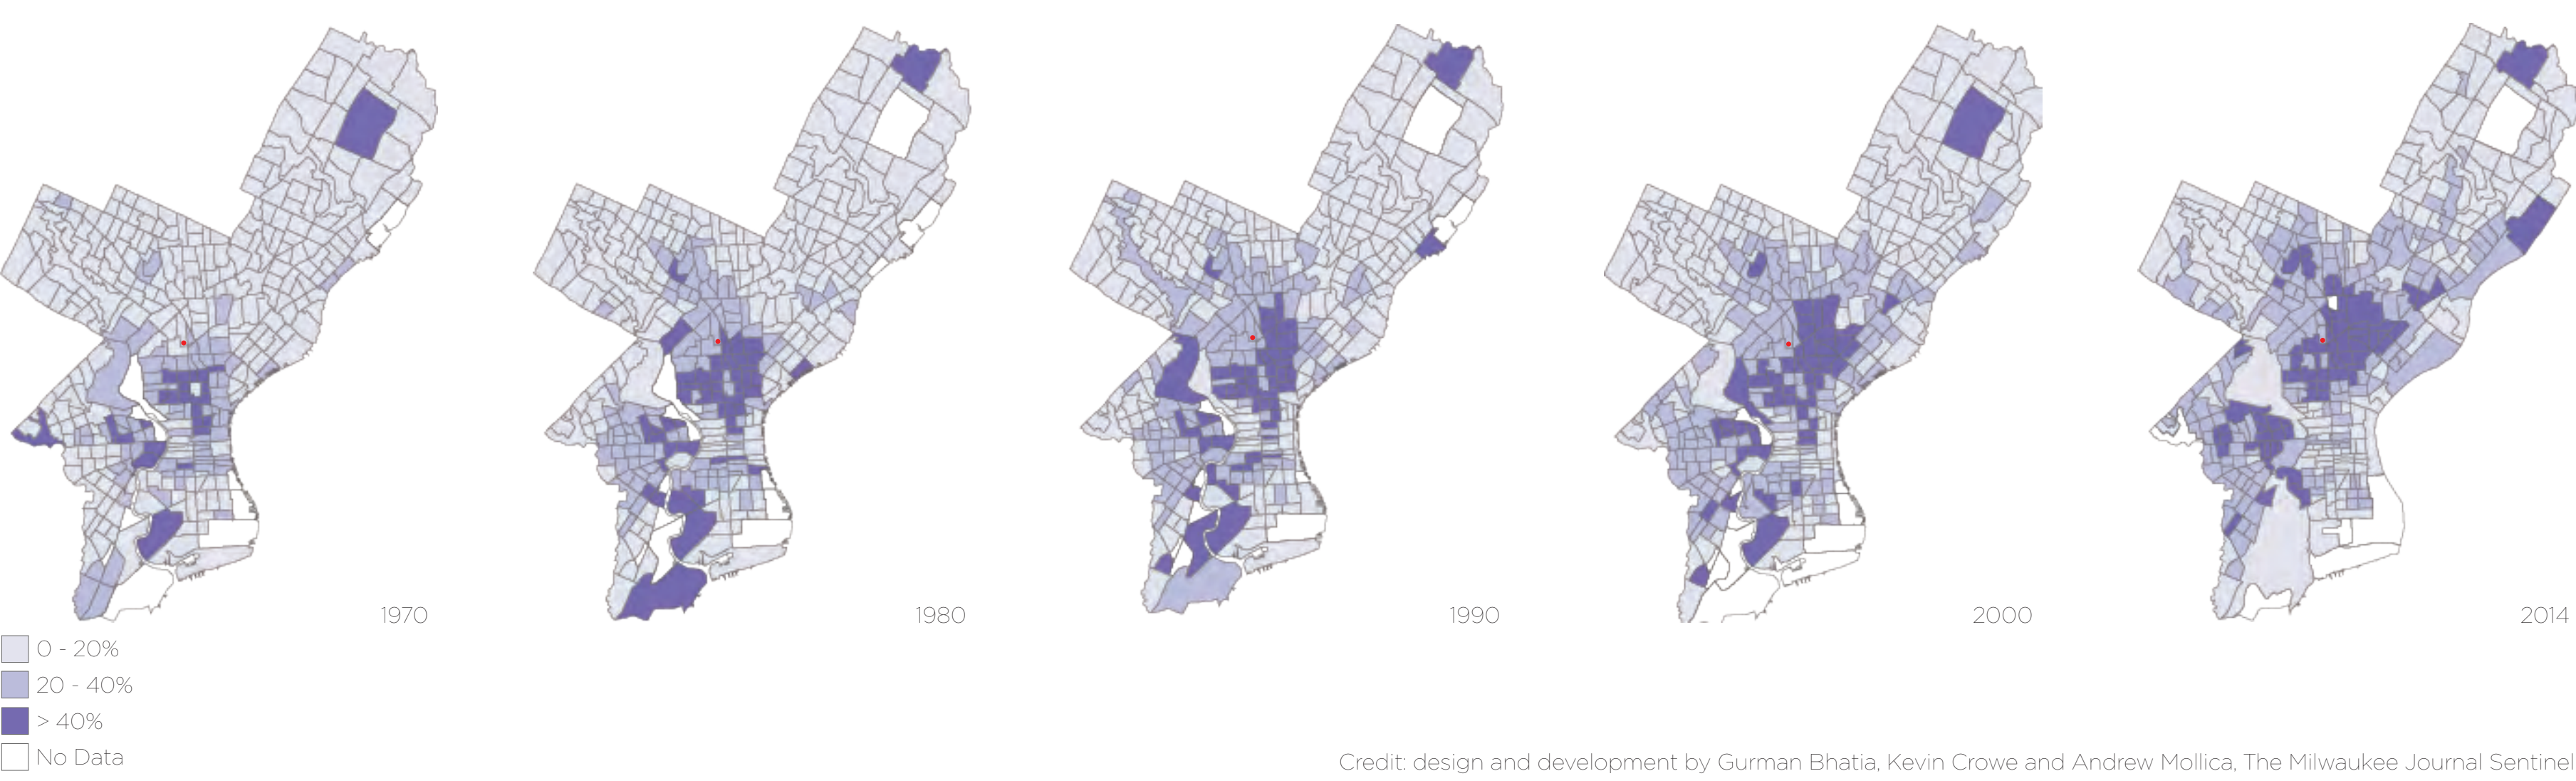 1970
1980
1990
2000
2014
0 - 20%
20 - 40%
> 40%
No Data
Credit: design and development by Gurman Bhatia, Kevin Crowe and Andrew Mollica, The Milwaukee Journal Sentinel